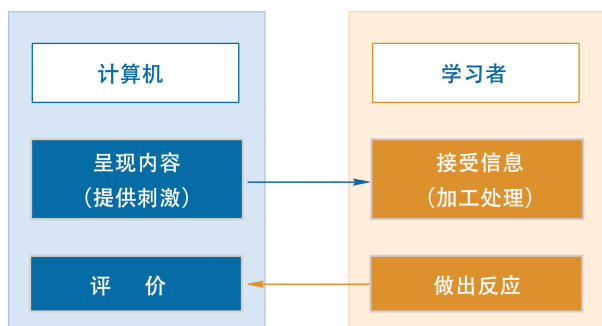 计算机
学习者
呈现内容
（提供刺激）
接受信息
（加工处理）
评 价
做出反应